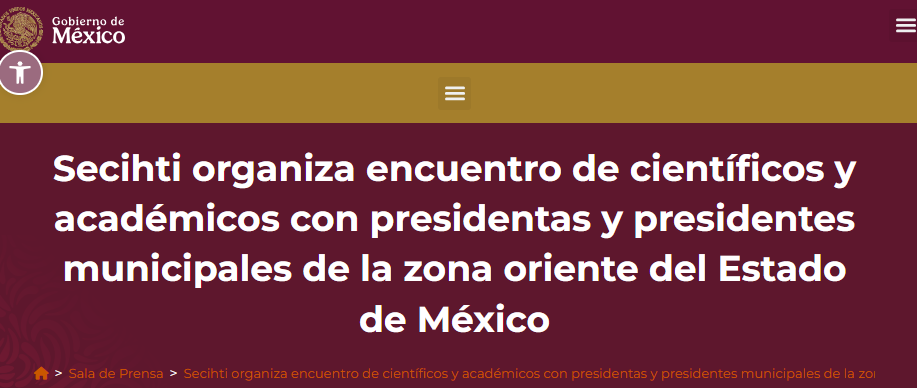 Gobierno de
México
Secihti organiza encuentro de científicos y
académicos con presidentas y presidentes
municipales de la zona oriente del Estado
de México
> Sala de Prensa > Secihti organiza encuentro de científicos y académicos con presidentas y presidentes municipales de la